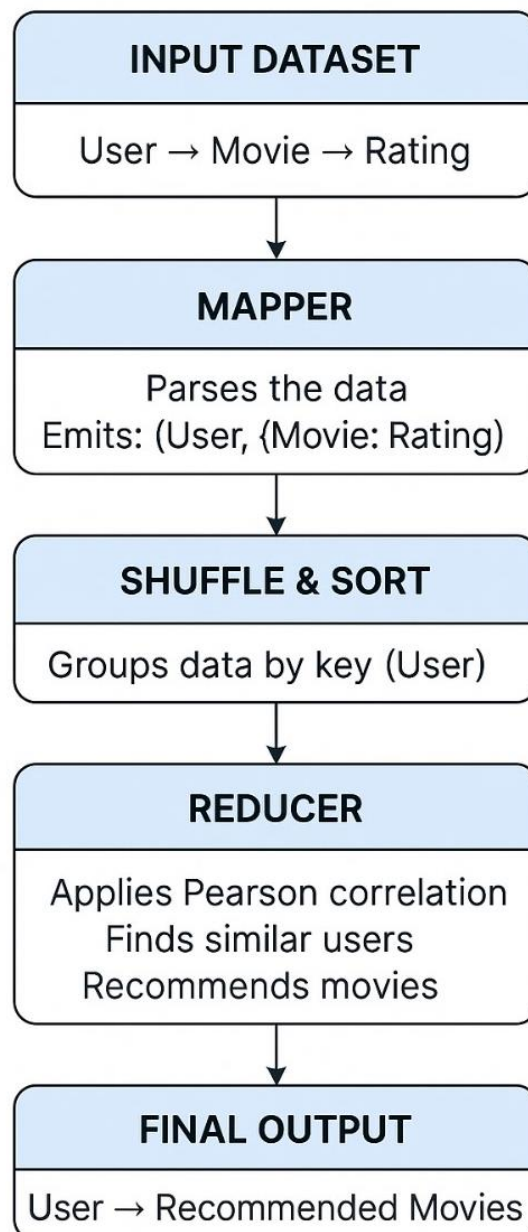 INPUT DATASET
User → Movie → Rating
MAPPER
Parses the data
Emits: (User, {Movie: Rating)
SHUFFLE & SORT
Groups data by key (User)
REDUCER
Applies Pearson correlation
Finds similar users
Recommends movies
FINAL OUTPUT
User → Recommended Movies